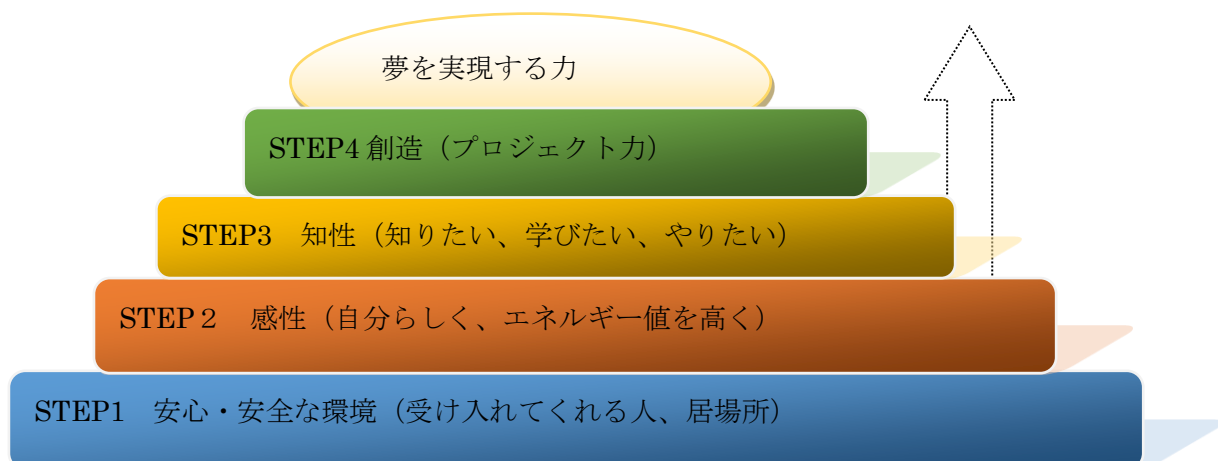 夢を実現する力
STEP4 創造（プロジェクト力）
STEP3　知性（知りたい、学びたい、やりたい）
STEP２　感性（自分らしく、エネルギー値を高く）
STEP1　安心・安全な環境（受け入れてくれる人、居場所）